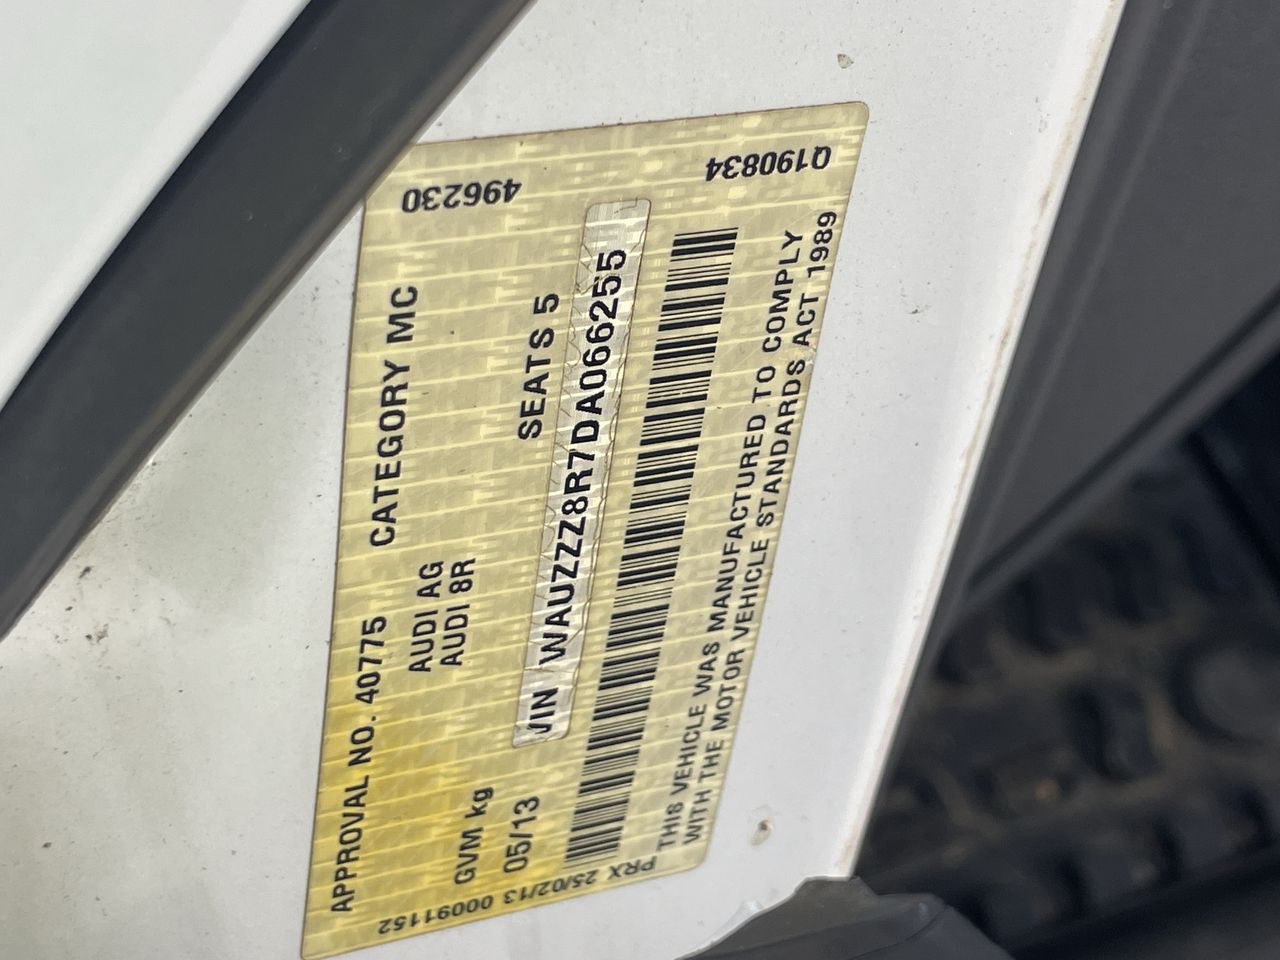 APPROVAL NO. 40775 CATEGORY MC
AUDI AG
AUDI 8R
GVM kg
05/13 SEATS 5
VIN WAUZZZ8R7DA066255
THIS VEHICLE WAS MANUFACTURED TO COMPLY
WITH THE MOTOR VEHICLE STANDARDS ACT 1989
496230
Q190834
PRX 25/02/13 00091152